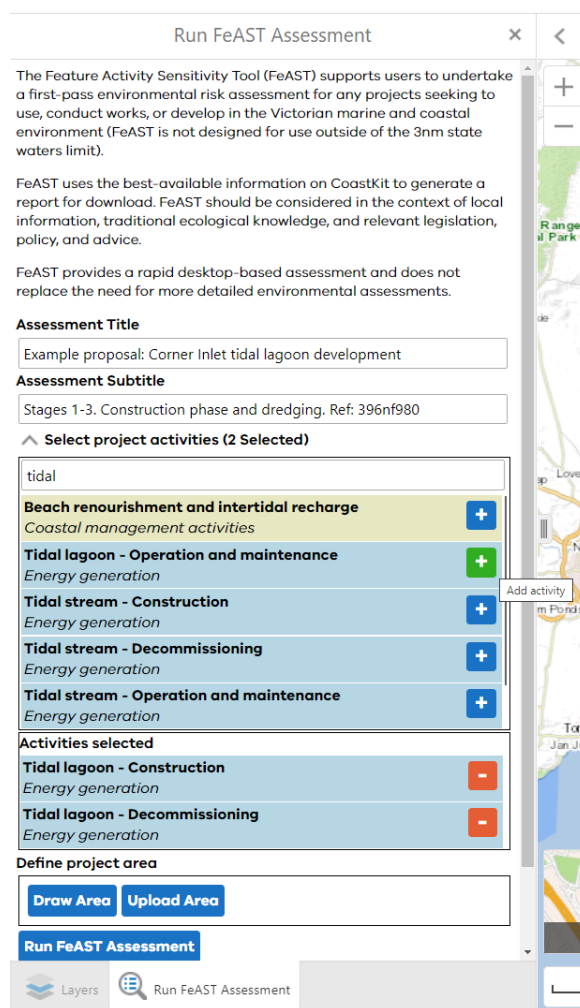 Run FeAST Assessment
The Feature Activity Sensitivity Tool (FeAST) supports users to undertake
a first-pass environmental risk assessment for any projects seeking to
use, conduct works, or develop in the Victorian marine and coastal
environment (FeAST is not designed for use outside of the 3nm state
waters limit).
FeAST uses the best-available information on CoastKit to generate a
report for download. FeAST should be considered in the context of local
information, traditional ecological knowledge, and relevant legislation,
policy, and advice.
FeAST provides a rapid desktop-based assessment and does not
replace the need for more detailed environmental assessments.
Assessment Title
Example proposal: Corner Inlet tidal lagoon development
Assessment Subtitle
Stages 1-3. Construction phase and dredging. Ref: 396nf980
Select project activities (2 Selected)
tidal
Beach renourishment and intertidal recharge
Coastal management activities
Tidal lagoon - Operation and maintenance
Energy generation
Add activity
Tidal stream - Construction
Energy generation
Tidal stream - Decommissioning
Energy generation
Tidal stream - Operation and maintenance
Energy generation
Activities selected
Tidal lagoon - Construction
Energy generation
Tidal lagoon - Decommissioning
Energy generation
Define project area
Draw Area Upload Area
Run FeAST Assessment
Layers Run FeAST Assessment
Range
l Park
Love
Jan J